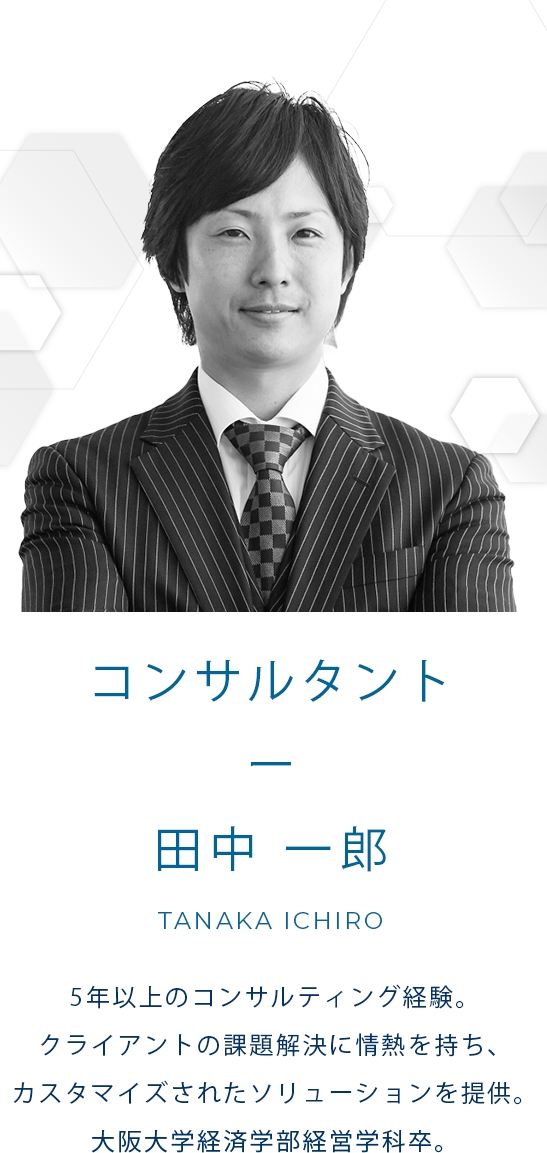 コンサルタント
田中 一郎
TANAKA ICHIRO
5年以上のコンサルティング経験。
クライアントの課題解決に情熱を持ち、
カスタマイズされたソリューションを提供。
大阪大学経済学部経営学科卒。